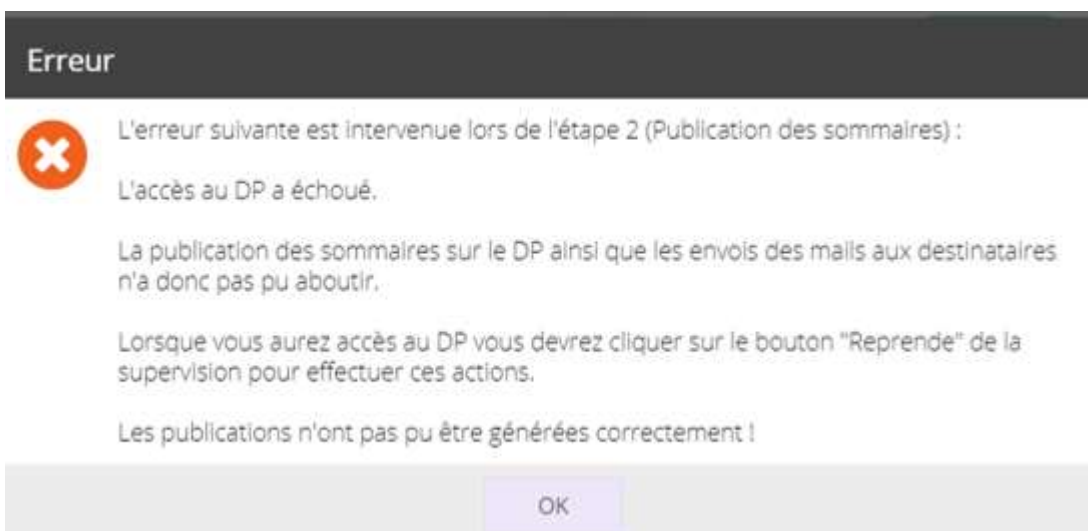 Erreur
L'erreur suivante est intervenue lors de l'étape 2 (Publication des sommaires) :
L'accès au DP a échoué.
La publication des sommaires sur le DP ainsi que les envois des mails aux destinataires
n'a donc pas pu aboutir.
Lorsque vous aurez accès au DP vous devrez cliquer sur le bouton "Reprende" de la
supervision pour effectuer ces actions.
Les publications n'ont pas pu être générées correctement !
OK